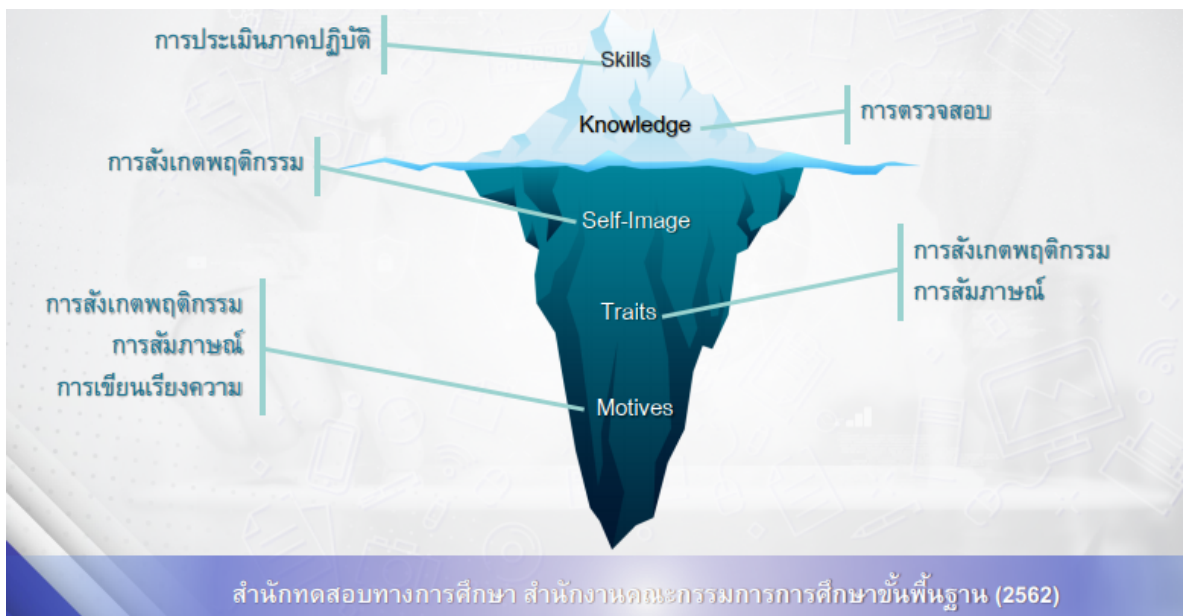 การประเมินภาคปฏิบัติ
Skills
Knowledge
การตรวจสอบ
การสังเกตพฤติกรรม
Self-Image
การสังเกตพฤติกรรม
การสัมภาษณ์
Traits
การสังเกตพฤติกรรม
การสัมภาษณ์
การเขียนเรียงความ
Motives
สำนักทดสอบทางการศึกษา สำนักงานคณะกรรมการการศึกษาขั้นพื้นฐาน (2562)